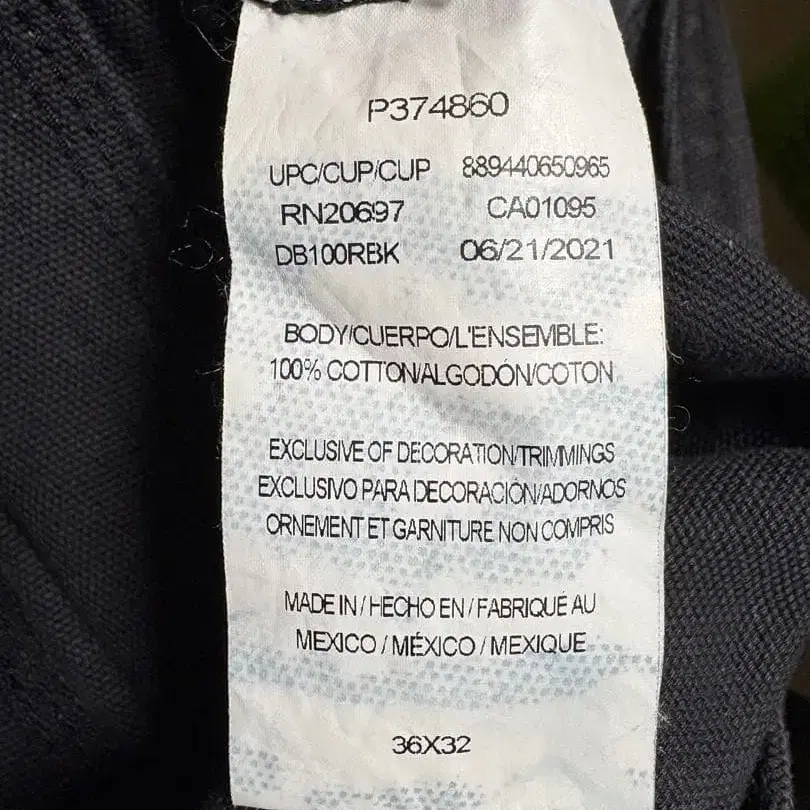 P374860
UPC/CUP/CUP 889440650965
RN20697 CA01095
DB100RBK 06/21/2021
BODY/CUERPO/L'ENSEMBLE:
100% COTTON/ALGODÓN/COTON
EXCLUSIVE OF DECORATION/TRIMMINGS
EXCLUSIVO PARA DECORACIÓN/ADORNOS
ORNEMENT ET GARNITURE NON COMPRIS
MADE IN / HECHO EN / FABRIQUÉ AU
MEXICO / MÉXICO / MEXIQUE
36X32